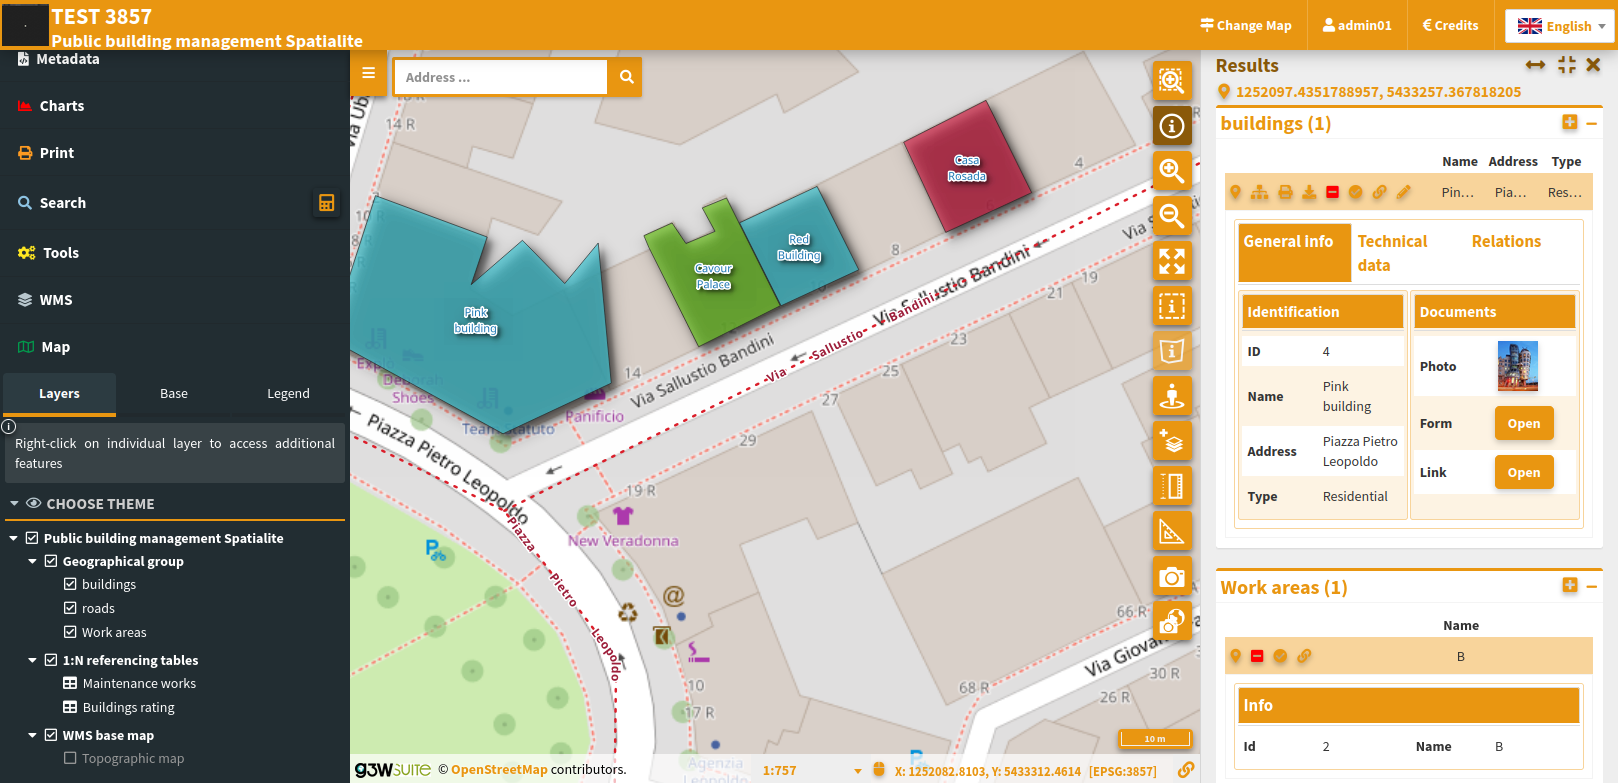 TEST 3857
Public building management Spatialite
Change Map
admin01
€ Credits
English
Metadata
Charts
Print
Search
Tools
WMS
Map
Layers
Base
Legend
Right-click on individual layer to access additional
features
CHOOSE THEME
Public building management Spatialite
Geographical group
buildings
roads
Work areas
1:N referencing tables
Maintenance works
Buildings rating
WMS base map
Topographic map
Address ...
14 R
Casa
Rosada
4
Red
Building
Cavour
Palace
Pink
building
8
Via Sallustio Bandini
Via - Sallustio - Bandini
19
21
23
25
27
29
14
Via Sallustio Bandini
Panificio
Shoes
Piazza Pietro Leopoldo
19 R
New Veradonna
Piazza Pietro Leopoldo
10
17 R
66 R
Via Giovan
68 R
30 R
26 R
Agenzia
Leopoldo
10 m
G3WSUITE © OpenStreetMap contributors.
1:757
X: 1252082.8103, Y: 5433312.4614 [EPSG:3857]
Results
1252097.4351788957, 5433257.367818205
buildings (1)
Name Address Type
Pin... Pia... Res...
General info
Technical
data
Relations
Identification
ID 4
Name Pink
building
Address Piazza Pietro
Leopoldo
Type Residential
Documents
Photo
Form Open
Link Open
Work areas (1)
Name
B
Info
Id 2 Name B